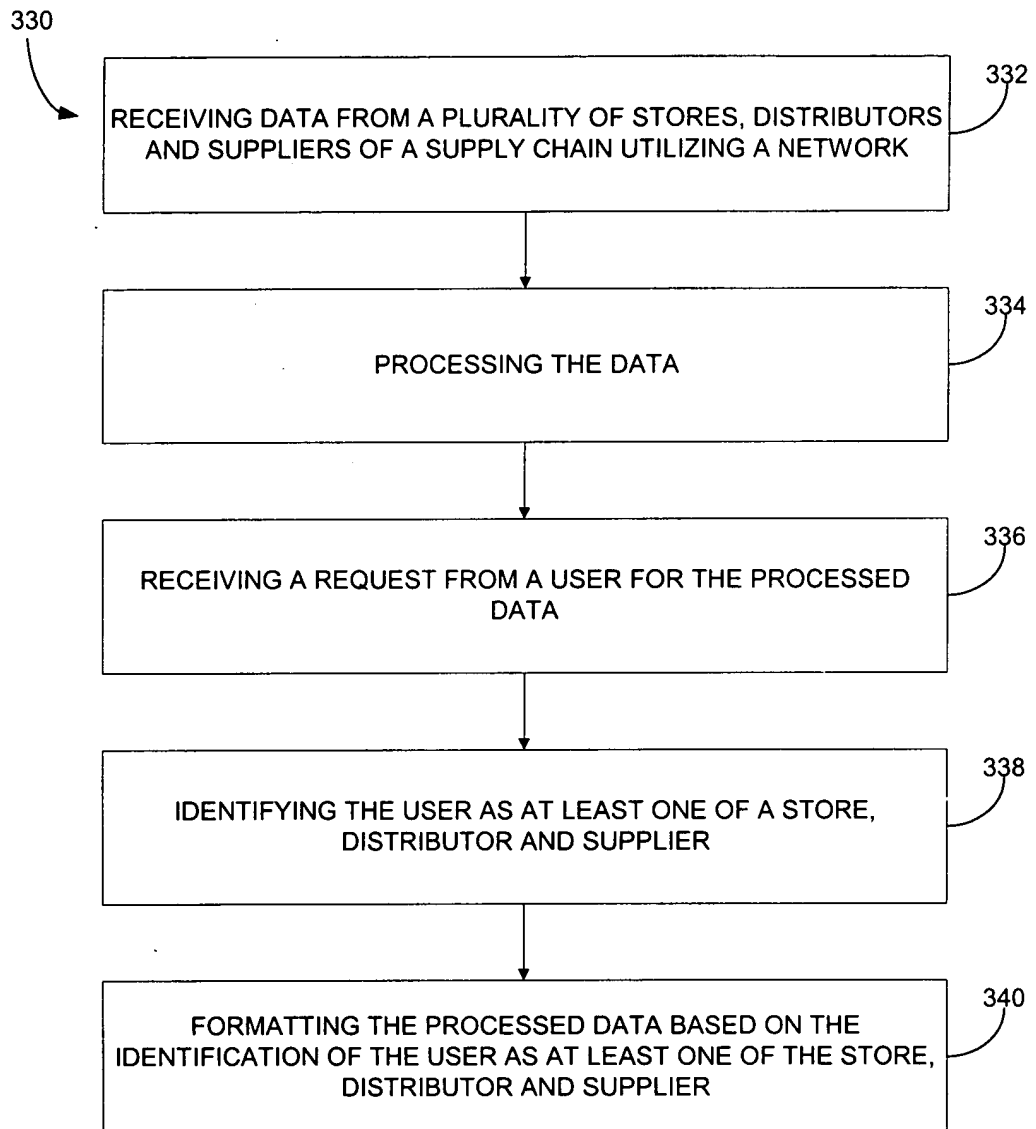 330
332
RECEIVING DATA FROM A PLURALITY OF STORES, DISTRIBUTORS
AND SUPPLIERS OF A SUPPLY CHAIN UTILIZING A NETWORK
334
PROCESSING THE DATA
336
RECEIVING A REQUEST FROM A USER FOR THE PROCESSED
DATA
338
IDENTIFYING THE USER AS AT LEAST ONE OF A STORE,
DISTRIBUTOR AND SUPPLIER
340
FORMATTING THE PROCESSED DATA BASED ON THE
IDENTIFICATION OF THE USER AS AT LEAST ONE OF THE STORE,
DISTRIBUTOR AND SUPPLIER